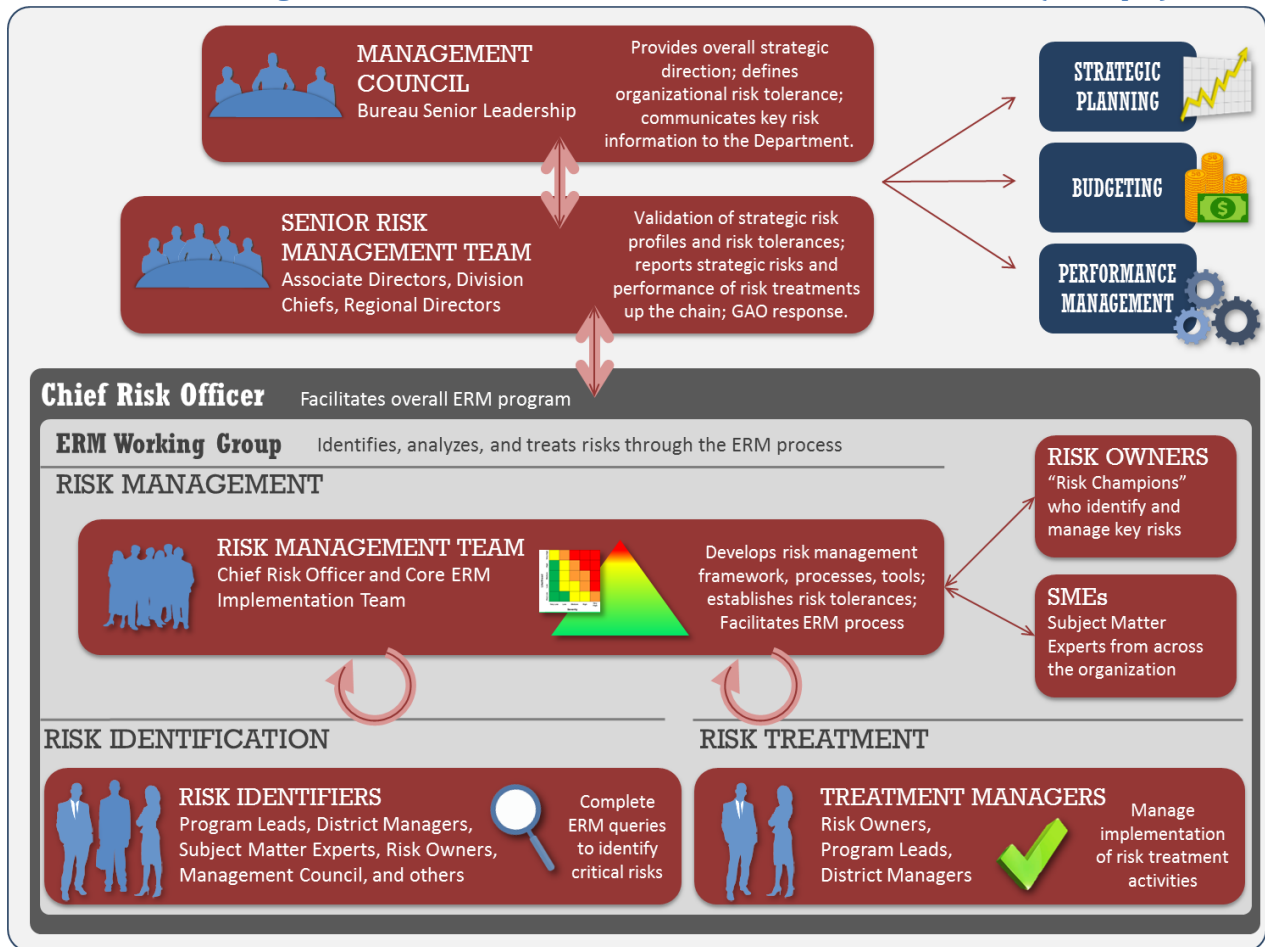 MANAGEMENT
COUNCIL
Bureau Senior Leadership
Provides overall strategic
direction; defines
organizational risk tolerance;
communicates key risk
information to the Department.
STRATEGIC
PLANNING
BUDGETING
PERFORMANCE
MANAGEMENT
SENIOR RISK
MANAGEMENT TEAM
Associate Directors, Division
Chiefs, Regional Directors
Validation of strategic risk
profiles and risk tolerances;
reports strategic risks and
performance of risk treatments
up the chain; GAO response.
Chief Risk Officer Facilitates overall ERM program
ERM Working Group Identifies, analyzes, and treats risks through the ERM process
RISK MANAGEMENT
RISK MANAGEMENT TEAM
Chief Risk Officer and Core ERM
Implementation Team
Develops risk management
framework, processes, tools;
establishes risk tolerances;
Facilitates ERM process
RISK OWNERS
“Risk Champions”
who identify and
manage key risks
SMEs
Subject Matter
Experts from across
the organization
RISK IDENTIFICATION
RISK IDENTIFIERS
Program Leads, District Managers,
Subject Matter Experts, Risk Owners,
Management Council, and others
Complete
ERM queries
to identify
critical risks
RISK TREATMENT
TREATMENT MANAGERS
Risk Owners,
Program Leads,
District Managers
Manage
implementation
of risk treatment
activities